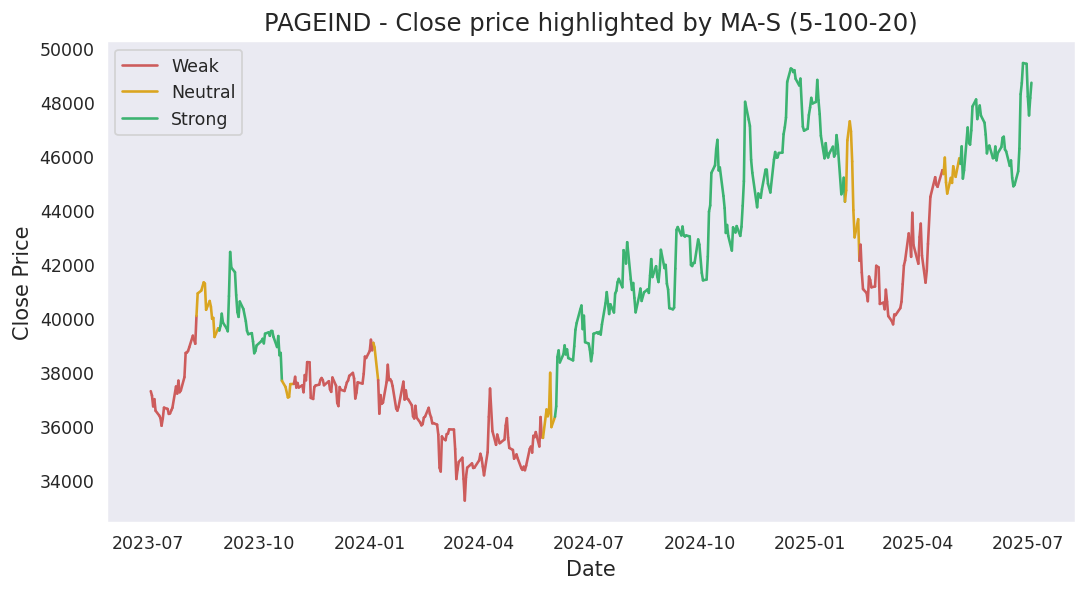 PAGEIND - Close price highlighted by MA-S (5-100-20)
Weak
Neutral
Strong
Close Price
50000
48000
46000
44000
42000
40000
38000
36000
34000
2023-07 2023-10 2024-01 2024-04 2024-07 2024-10 2025-01 2025-04 2025-07
Date